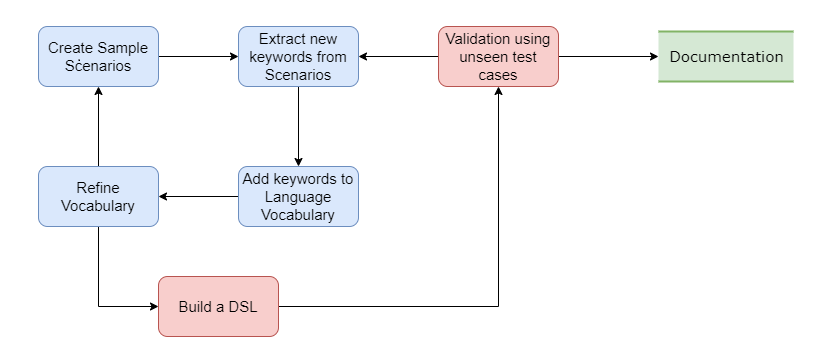 Create Sample
Scenarios
Extract new
keywords from
Scenarios
Validation using
unseen test
cases
Documentation
Refine
Vocabulary
Add keywords to
Language
Vocabulary
Build a DSL